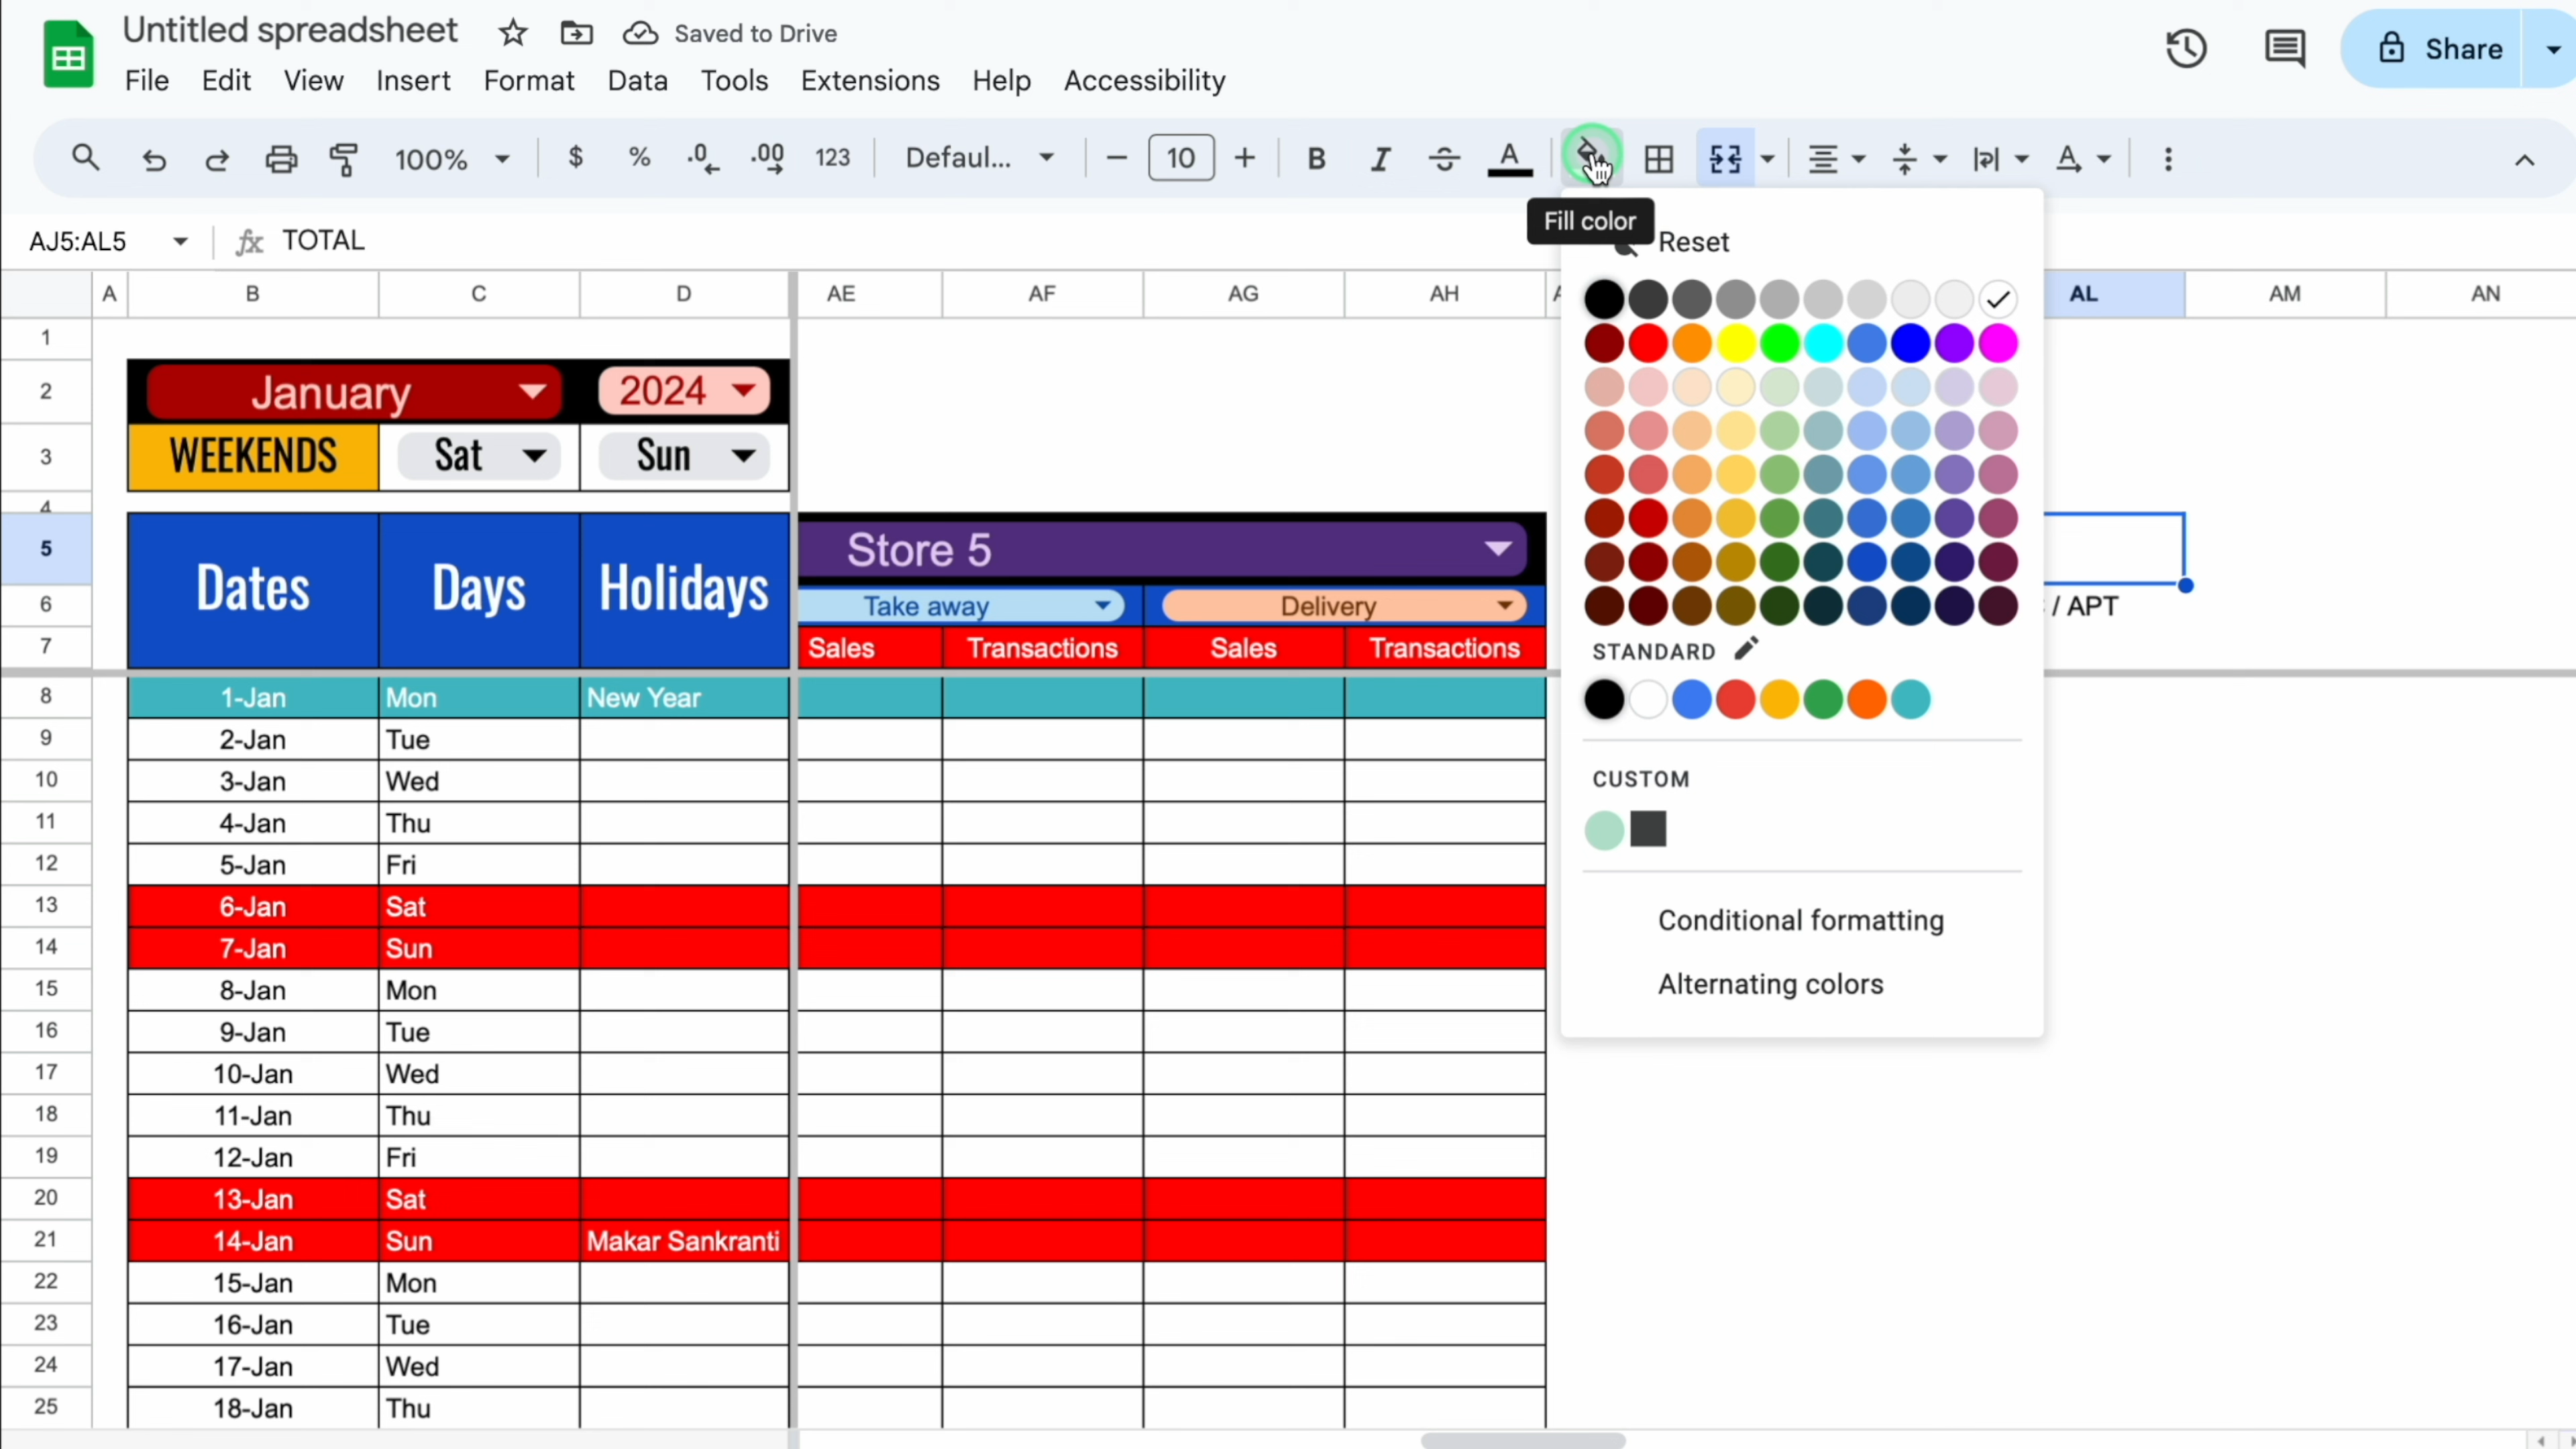 Untitled spreadsheet Saved to Drive
File Edit View Insert Format Data Tools Extensions Help Accessibility
Share
100% $ % .0 .00 123 Defaul... 10 B I A
AJ5:AL5 fx TOTAL
Fill color
Reset
A B C D AE AF AG AH AL AM AN
1
2 January 2024
3 WEEKENDS Sat Sun
4
5 Dates Days Holidays Store 5
6 Take away Delivery / APT
7 Sales Transactions Sales Transactions
STANDARD
CUSTOM
Conditional formatting
Alternating colors
8 1-Jan Mon New Year
9 2-Jan Tue
10 3-Jan Wed
11 4-Jan Thu
12 5-Jan Fri
13 6-Jan Sat
14 7-Jan Sun
15 8-Jan Mon
16 9-Jan Tue
17 10-Jan Wed
18 11-Jan Thu
19 12-Jan Fri
20 13-Jan Sat
21 14-Jan Sun Makar Sankranti
22 15-Jan Mon
23 16-Jan Tue
24 17-Jan Wed
25 18-Jan Thu